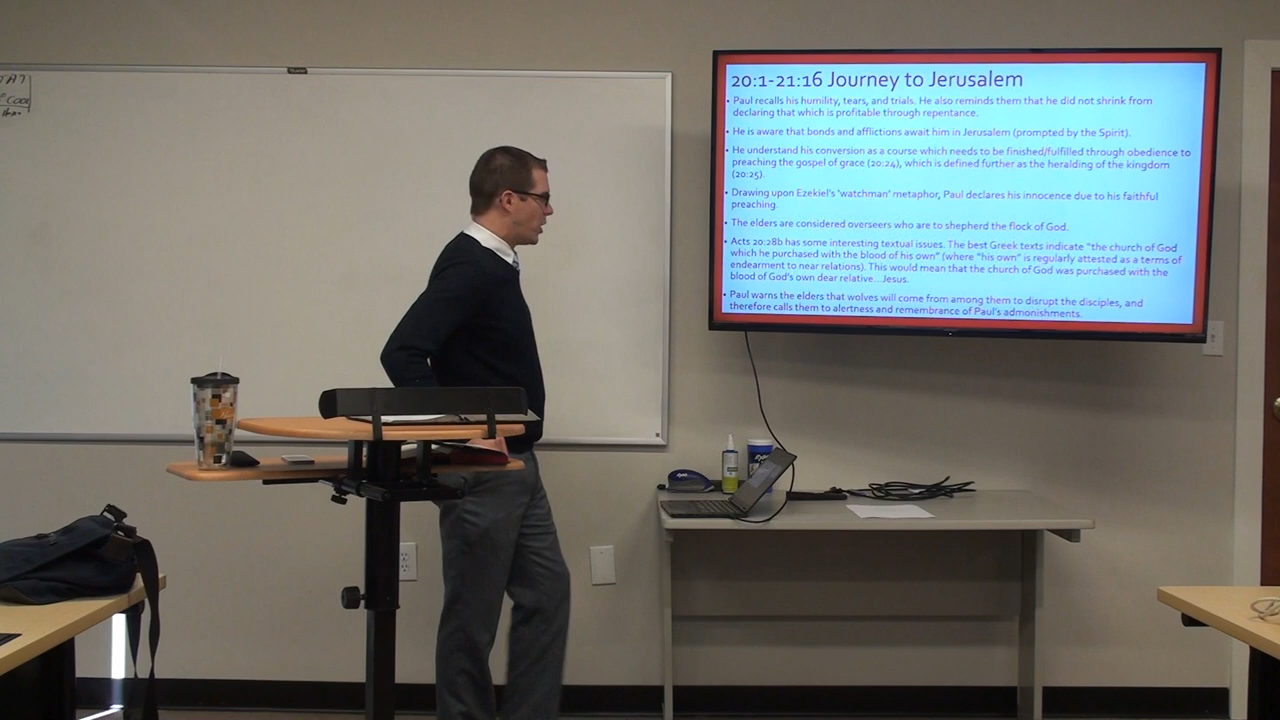 20:1-21:16 Journey to Jerusalem
• Paul recalls his humility, tears, and trials. He also reminds them that he did not shrink from
declaring that which is profitable through repentance.
• He is aware that bonds and afflictions await him in Jerusalem (prompted by the Spirit).
• He understand his conversion as a course which needs to be finished/fulfilled through obedience to
preaching the gospel of grace (20:24), which is defined further as the heralding of the kingdom
(20:25).
• Drawing upon Ezekiel's 'watchman' metaphor, Paul declares his innocence due to his faithful
preaching.
• The elders are considered overseers who are to shepherd the flock of God.
• Acts 20:28b has some interesting textual issues. The best Greek texts indicate "the church of God
which he purchased with the blood of his own" (where "his own" is regularly attested as a terms of
endearment to near relations). This would mean that the church of God was purchased with the
blood of God's own dear relative...Jesus.
• Paul warns the elders that wolves will come from among them to disrupt the disciples, and
therefore calls them to alertness and remembrance of Paul's admonishments.